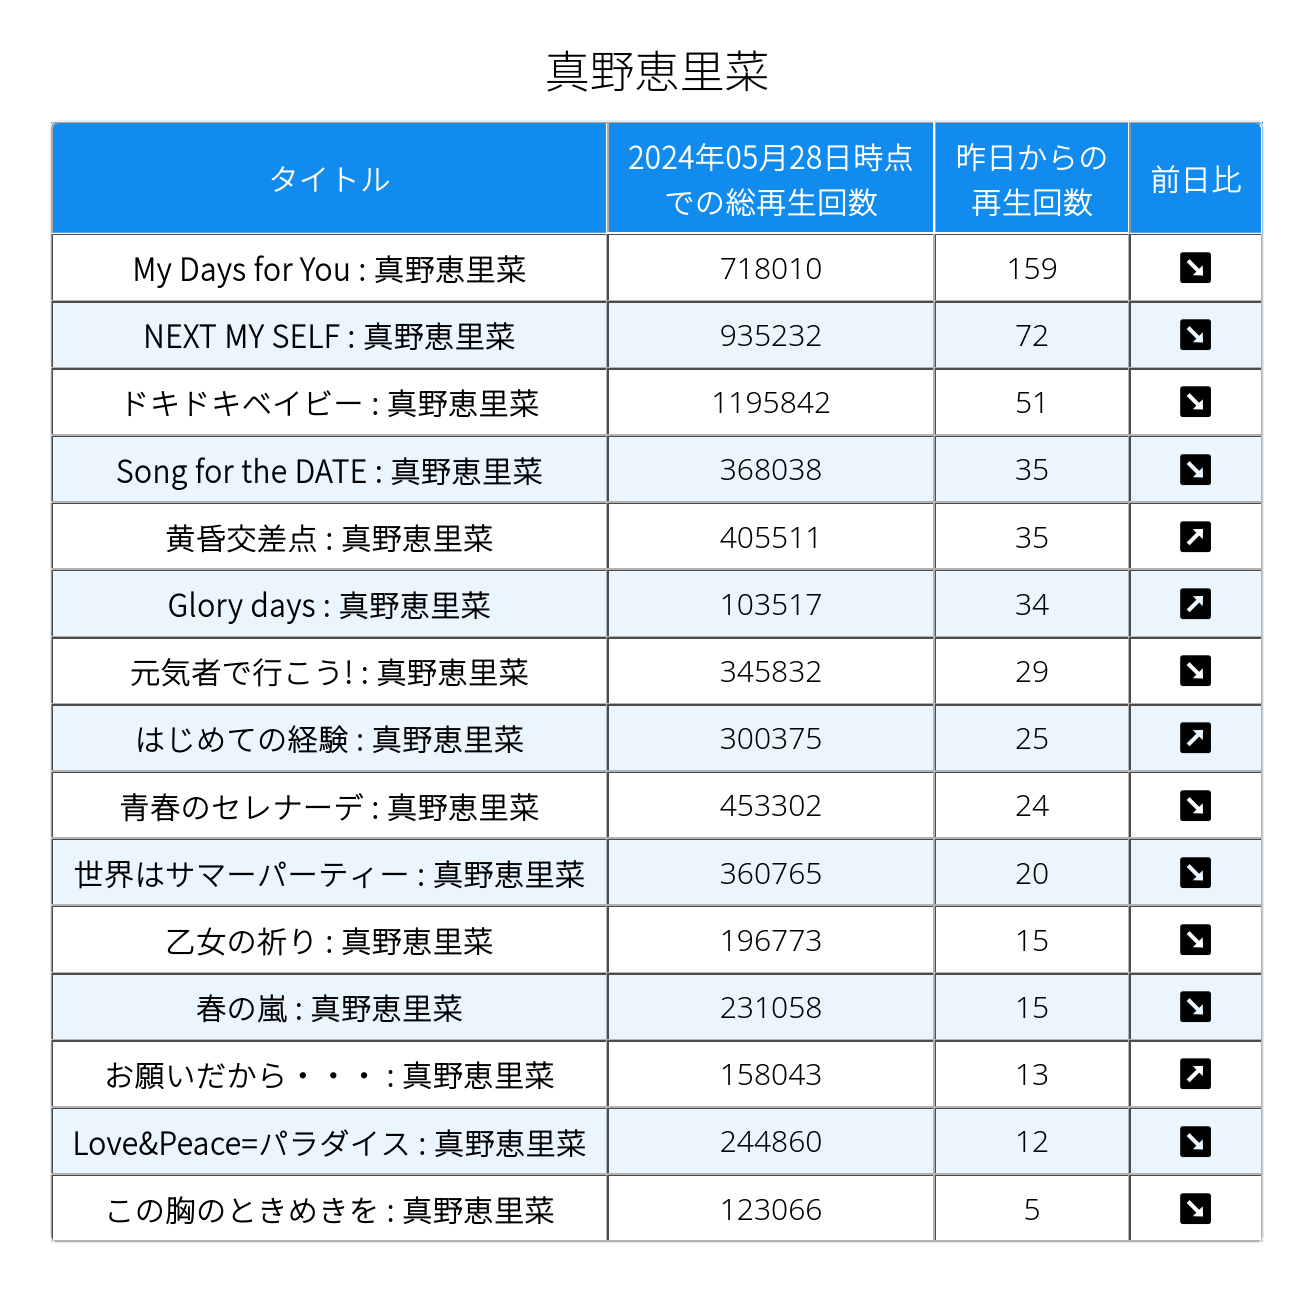 真野恵里菜
タイトル 2024年05月28日時点での総再生回数 昨日からの再生回数 前日比
My Days for You : 真野恵里菜 718010 159 ↘
NEXT MY SELF : 真野恵里菜 935232 72 ↘
ドキドキベイビー : 真野恵里菜 1195842 51 ↘
Song for the DATE : 真野恵里菜 368038 35 ↘
黄昏交差点 : 真野恵里菜 405511 35 ↗
Glory days : 真野恵里菜 103517 34 ↗
元気者で行こう! : 真野恵里菜 345832 29 ↘
はじめての経験 : 真野恵里菜 300375 25 ↗
青春のセレナーデ : 真野恵里菜 453302 24 ↘
世界はサマーパーティー : 真野恵里菜 360765 20 ↘
乙女の祈り : 真野恵里菜 196773 15 ↘
春の嵐 : 真野恵里菜 231058 15 ↘
お願いだから・・・ : 真野恵里菜 158043 13 ↗
Love&Peace=パラダイス : 真野恵里菜 244860 12 ↘
この胸のときめきを : 真野恵里菜 123066 5 ↘